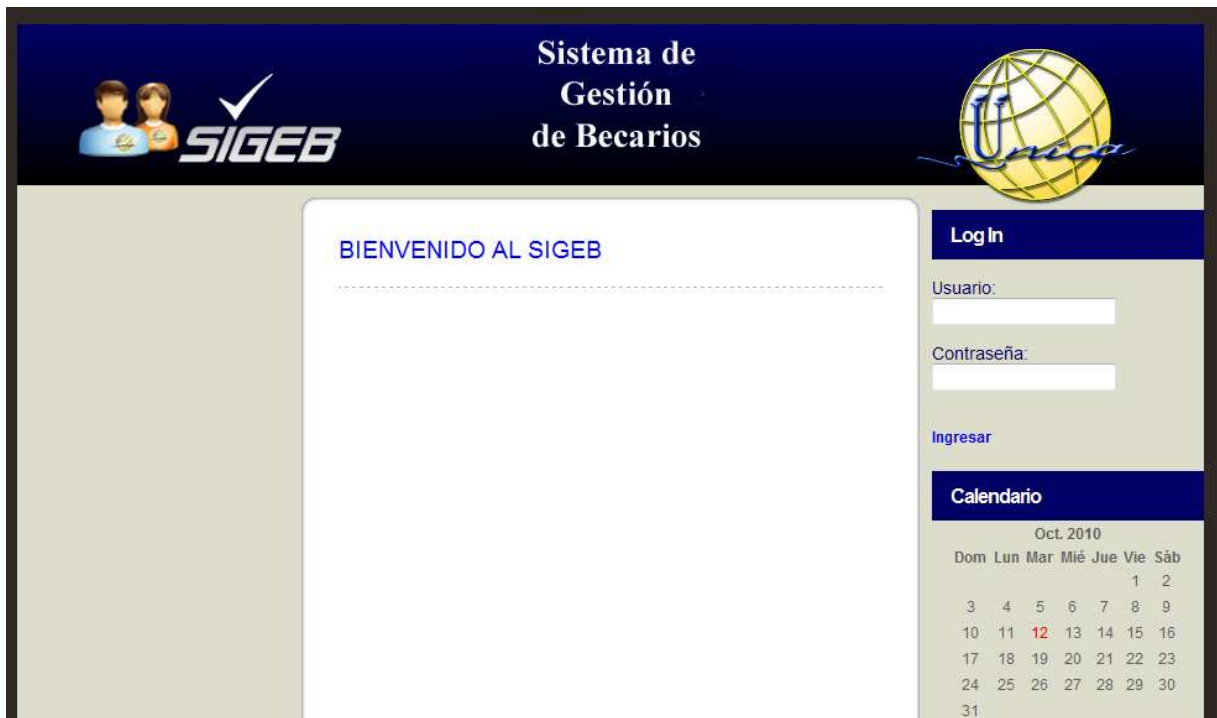 Sistema de
Gestión
de Becarios
SIGEB
Única
BIENVENIDO AL SIGEB
Log In
Usuario:
Contraseña:
Ingresar
Calendario
Oct. 2010
Dom Lun Mar Mié Jue Vie Sáb
1 2
3 4 5 6 7 8 9
10 11 12 13 14 15 16
17 18 19 20 21 22 23
24 25 26 27 28 29 30
31